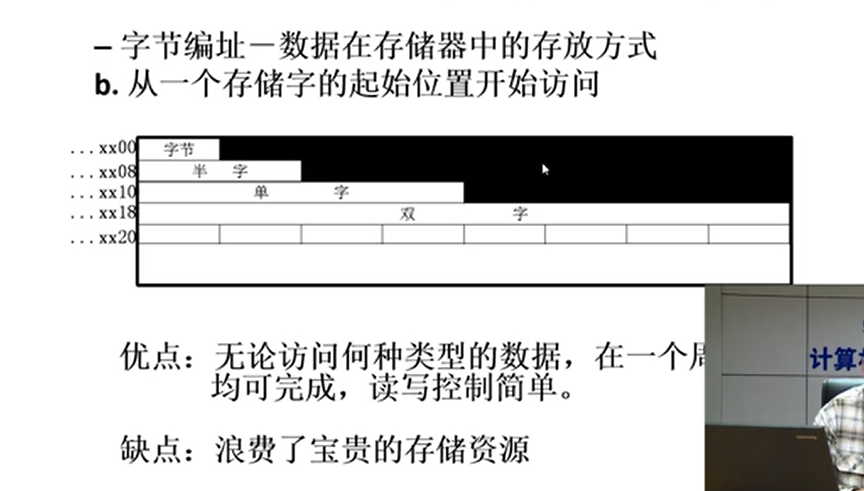 – 字节编址－数据在存储器中的存放方式
b. 从一个存储字的起始位置开始访问
...xx00 字节
...xx08 半 字
...xx10 单 字
...xx18 双 字
...xx20
优点：无论访问何种类型的数据，在一个周
均可完成，读写控制简单。
计算
缺点：浪费了宝贵的存储资源